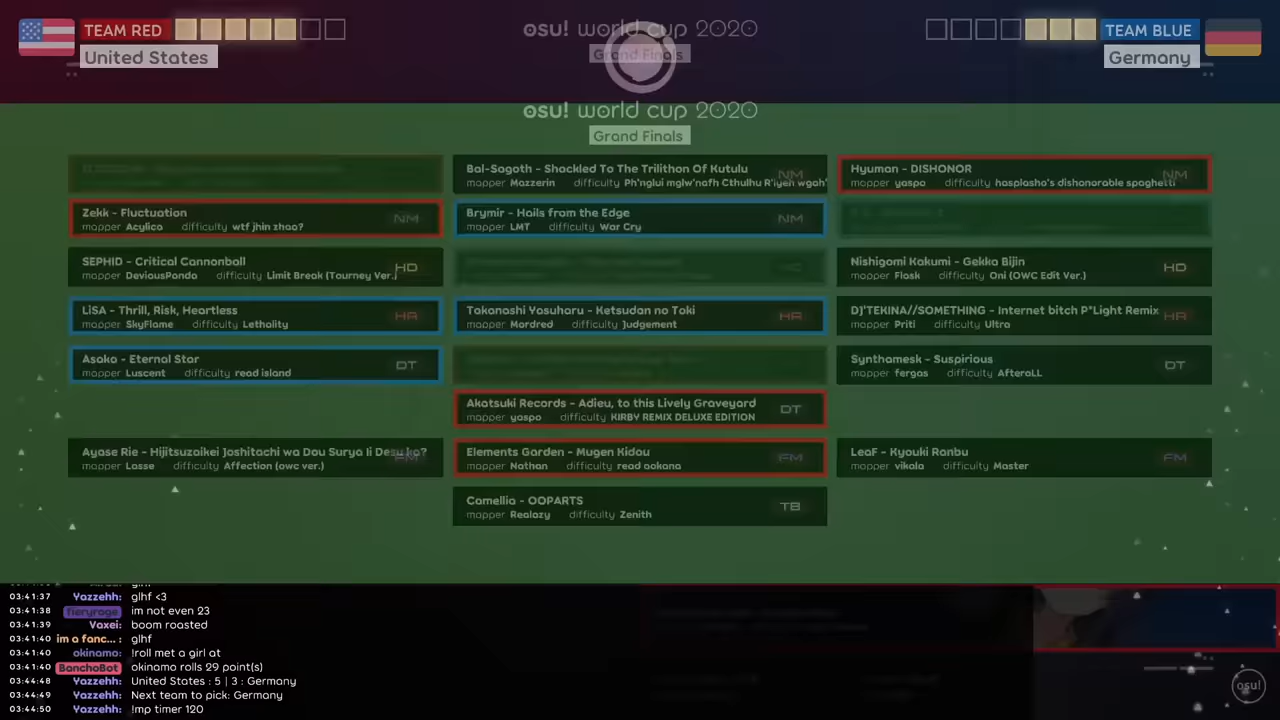 TEAM RED
United States
osu! world cup 2020
Grand Finals
TEAM BLUE
Germany
osu! world cup 2020
Grand Finals
Bal-Sagoth - Shackled To The Trilithon Of Kutulu
NM
mapper Mazzerin difficulty Ph'nglui mglw'nafh Cthulhu R'lyeh wgah'
Hyuman - DISHONOR
NM
mapper yaspo difficulty hasplasha's dishonorable spaghetti
Zekk - Fluctuation
NM
mapper Acylica difficulty wtf jhin zhao?
Brymir - Hails from the Edge
NM
mapper LMT difficulty War Cry
SEPHID - Critical Cannonball
HD
mapper DeviousPanda difficulty Limit Break (Tourney Ver.)
Nishigomi Kakumi - Gekka Bijin
HD
mapper Flask difficulty Oni (OWC Edit Ver.)
LiSA - Thrill, Risk, Heartless
HR
mapper SkyFlame difficulty Lethality
Takanashi Yasuharu - Ketsudan no Toki
HR
mapper Mordred difficulty Judgement
DJ'TEKINA//SOMETHING - Internet bitch P*Light Remix
HR
mapper Priti difficulty Ultra
Asaka - Eternal Star
DT
mapper Luscent difficulty read island
Synthamesk - Suspirious
DT
mapper fergas difficulty AfteraLL
Akatsuki Records - Adieu, to this Lively Graveyard
DT
mapper yaspo difficulty KIRBY REMIX DELUXE EDITION
Ayase Rie - Hijitsuzaikei Joshitachi wa Dou Surya Ii Desu ka?
FM
mapper Lasse difficulty Affection (owc ver.)
Elements Garden - Mugen Kidou
FM
mapper Nathan difficulty read ookana
LeaF - Kyouki Ranbu
FM
mapper vikala difficulty Master
Camellia - OOPARTS
TB
mapper Realazy difficulty Zenith
03:41:37 Yazzehh: glhf <3
03:41:38 fieryrage im not even 23
03:41:39 Vaxei: boom roasted
03:41:40 im a fanc... : glhf
03:41:40 okinamo: !roll met a girl at
03:41:40 BanchoBot okinamo rolls 29 point(s)
03:44:48 Yazzehh: United States : 5 | 3 : Germany
03:44:49 Yazzehh: Next team to pick: Germany
03:44:50 Yazzehh: !mp timer 120
osu!